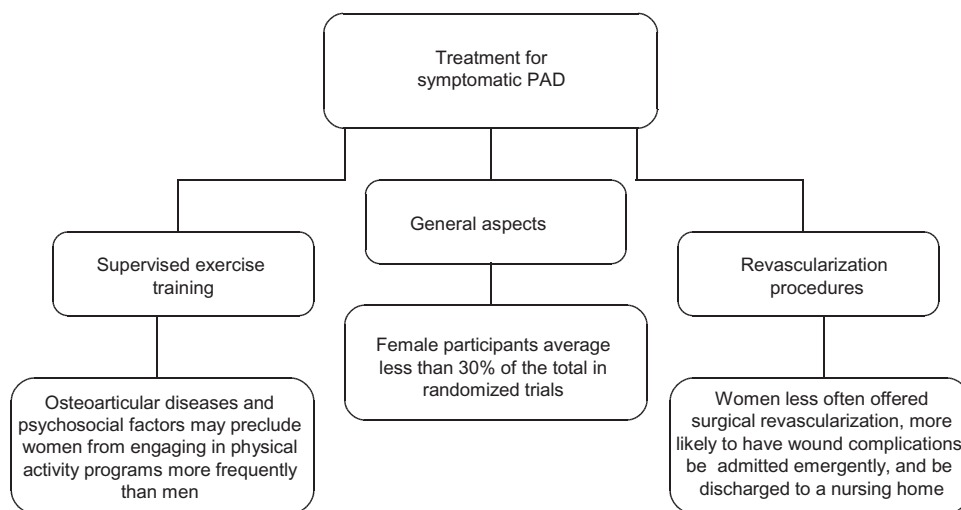 Treatment for
symptomatic PAD
General aspects
Supervised exercise
training
Revascularization
procedures
Female participants average
less than 30% of the total in
randomized trials
Osteoarticular diseases and
psychosocial factors may preclude
women from engaging in physical
activity programs more frequently
than men
Women less often offered
surgical revascularization, more
likely to have wound complications
be admitted emergently, and be
discharged to a nursing home